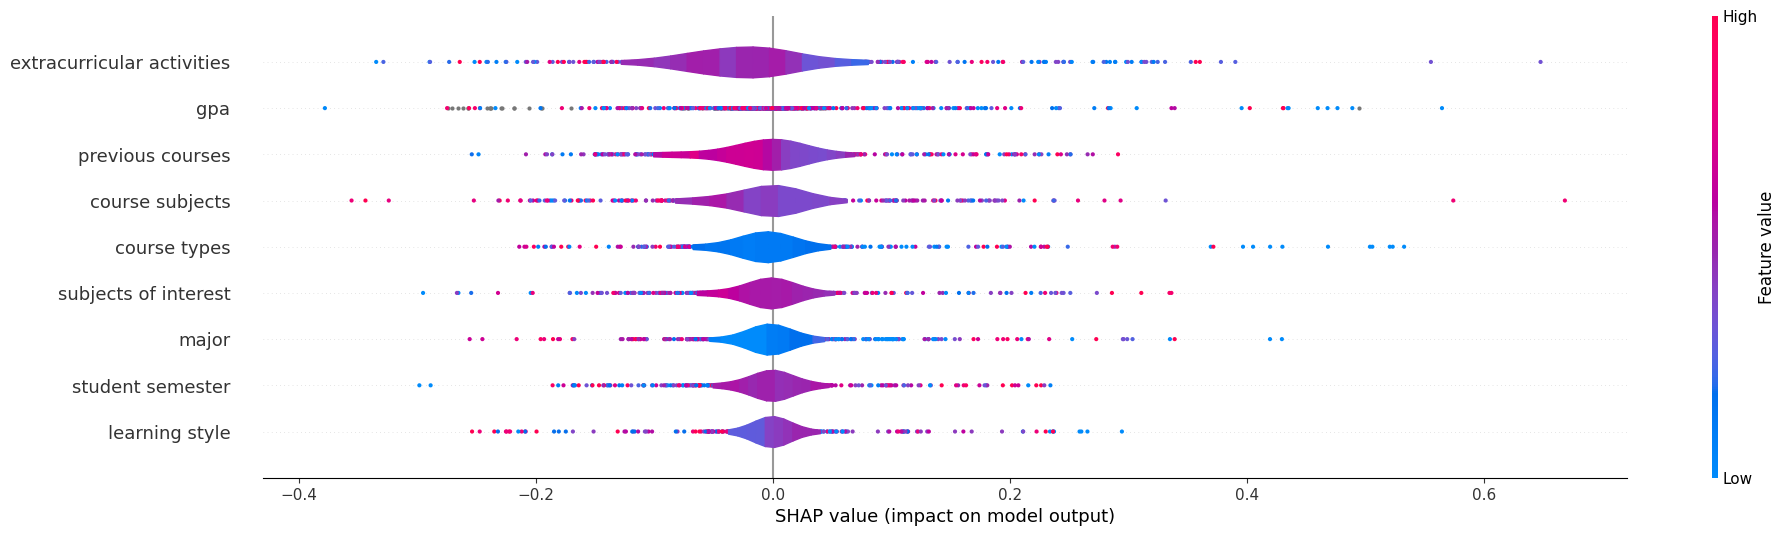 High
extracurricular activities
gpa
previous courses
course subjects
course types
subjects of interest
major
student semester
learning style
Feature value
Low
−0.4 −0.2 0.0 0.2 0.4 0.6
SHAP value (impact on model output)